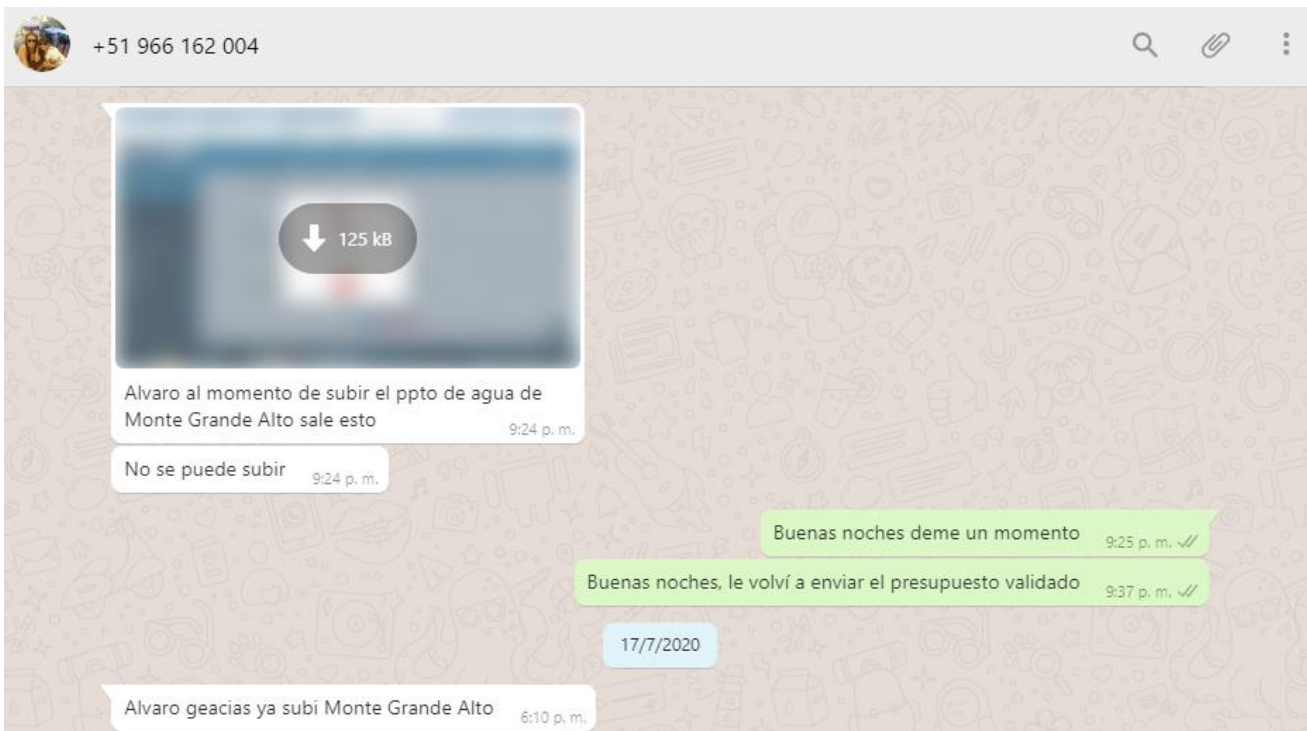 +51 966 162 004
125 kB
Alvaro al momento de subir el ppto de agua de
Monte Grande Alto sale esto
9:24 p. m.
No se puede subir 9:24 p. m.
Buenas noches deme un momento 9:25 p. m.
Buenas noches, le volví a enviar el presupuesto validado 9:37 p. m.
17/7/2020
Alvaro geacias ya subi Monte Grande Alto 6:10 p. m.